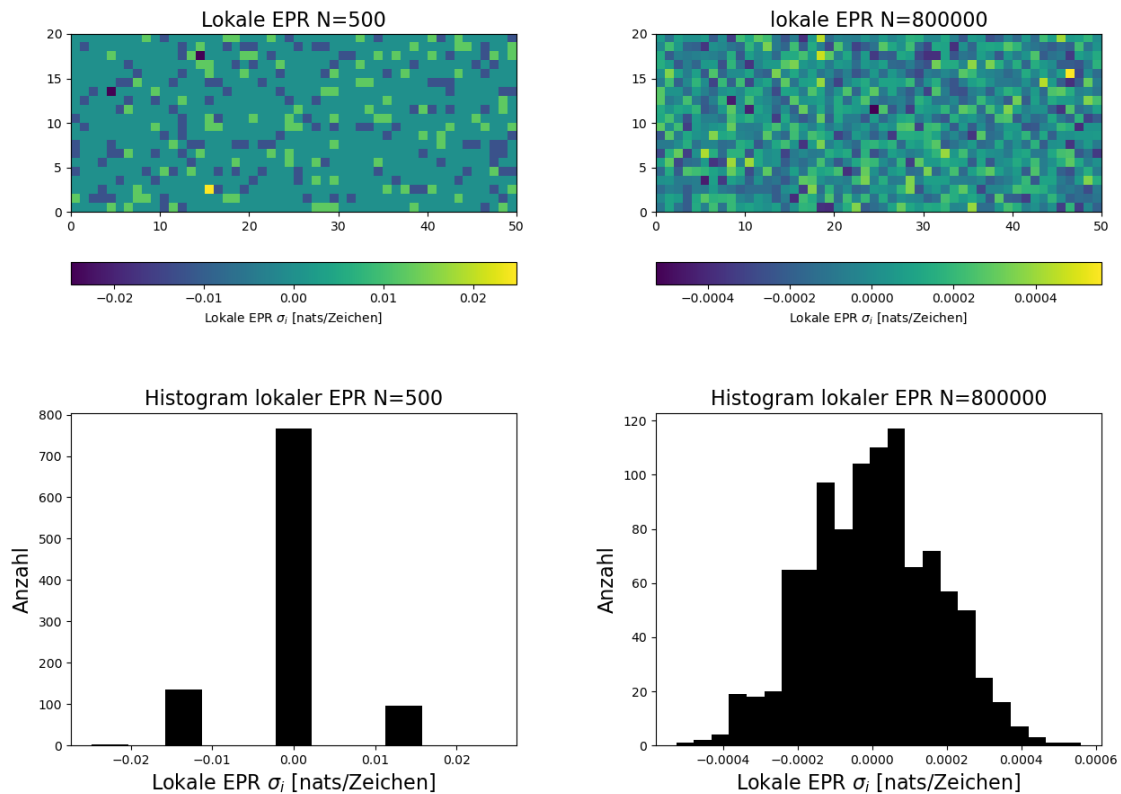 Lokale EPR N=500
20
15
10
5
0
0 10 20 30 40 50
−0.02 −0.01 0.00 0.01 0.02
Lokale EPR σi [nats/Zeichen]
lokale EPR N=800000
20
15
10
5
0
0 10 20 30 40 50
−0.0004 −0.0002 0.0000 0.0002 0.0004
Lokale EPR σi [nats/Zeichen]
Histogram lokaler EPR N=500
800
700
600
500
400
300
200
100
0
Anzahl
−0.02 −0.01 0.00 0.01 0.02
Lokale EPR σi [nats/Zeichen]
Histogram lokaler EPR N=800000
120
100
80
60
40
20
0
Anzahl
−0.0004 −0.0002 0.0000 0.0002 0.0004 0.0006
Lokale EPR σi [nats/Zeichen]